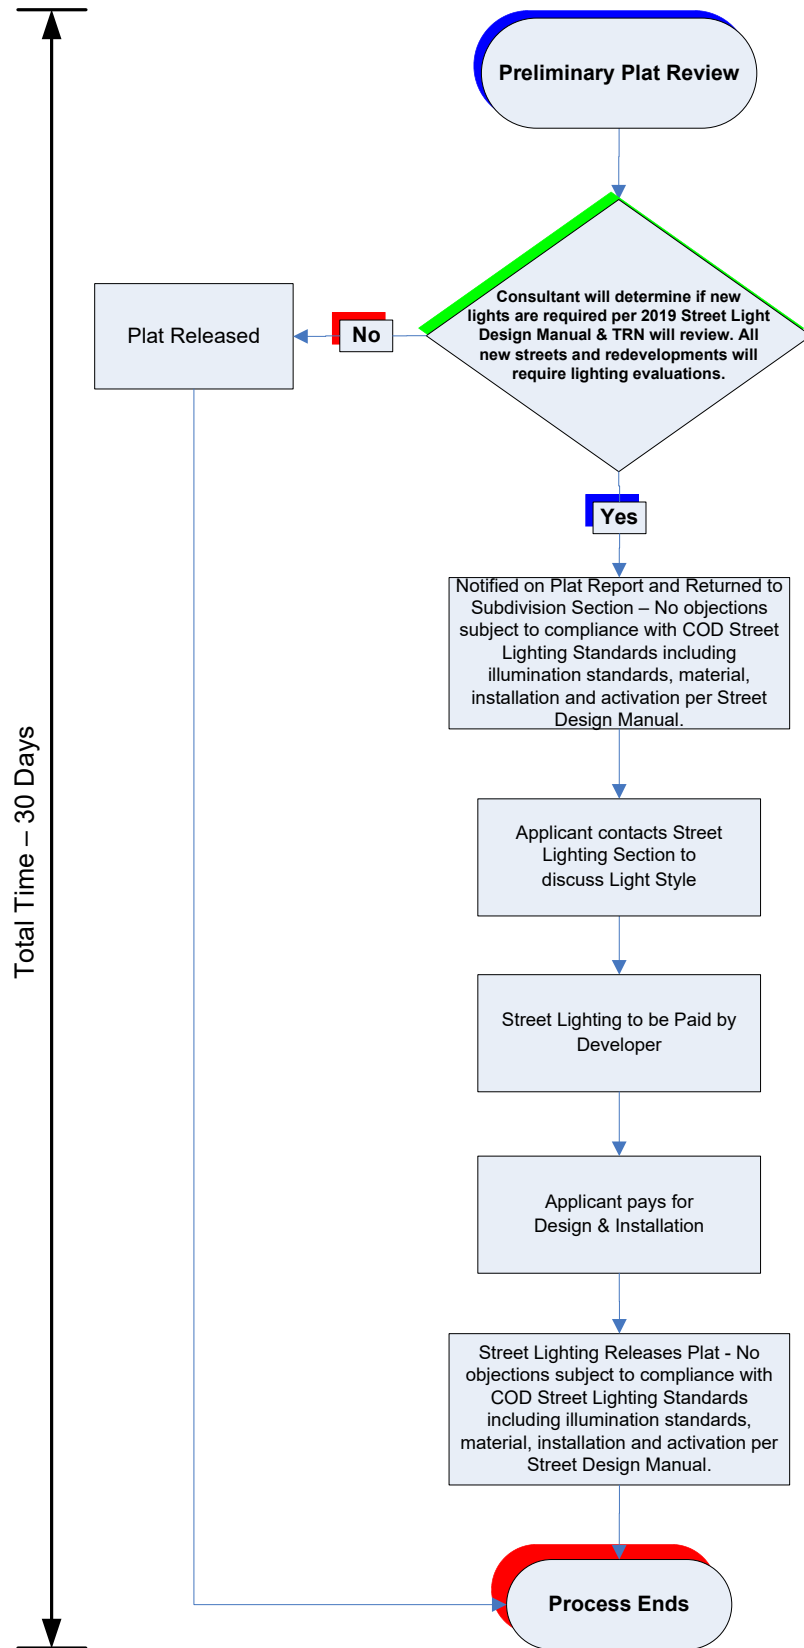 Preliminary Plat Review
Consultant will determine if new
lights are required per 2019 Street Light
Design Manual & TRN will review. All
new streets and redevelopments will
require lighting evaluations.
No
Plat Released
Yes
Notified on Plat Report and Returned to
Subdivision Section – No objections
subject to compliance with COD Street
Lighting Standards including
illumination standards, material,
installation and activation per Street
Design Manual.
Applicant contacts Street
Lighting Section to
discuss Light Style
Street Lighting to be Paid by
Developer
Applicant pays for
Design & Installation
Street Lighting Releases Plat - No
objections subject to compliance with
COD Street Lighting Standards
including illumination standards,
material, installation and activation per
Street Design Manual.
Process Ends
Total Time – 30 Days